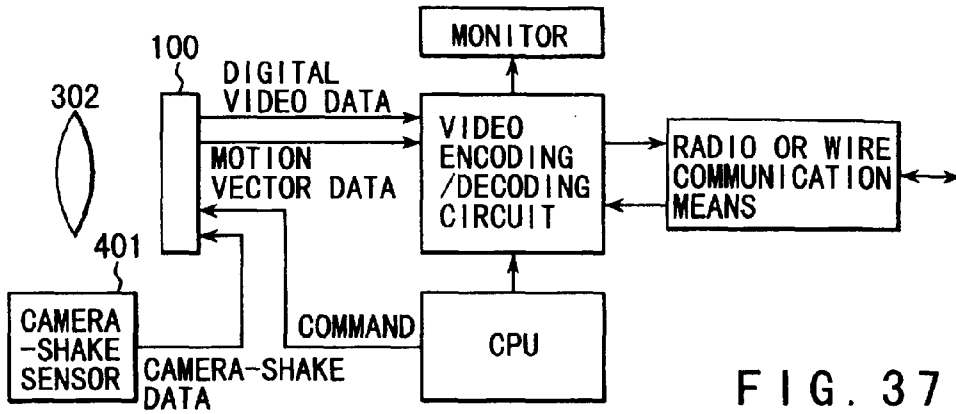 MONITOR
100
DIGITAL
VIDEO DATA
302
VIDEO
ENCODING
/DECODING
CIRCUIT
RADIO OR WIRE
COMMUNICATION
MEANS
MOTION
VECTOR DATA
401
CAMERA
-SHAKE
SENSOR
COMMAND
CPU
CAMERA-SHAKE
DATA
FIG. 37